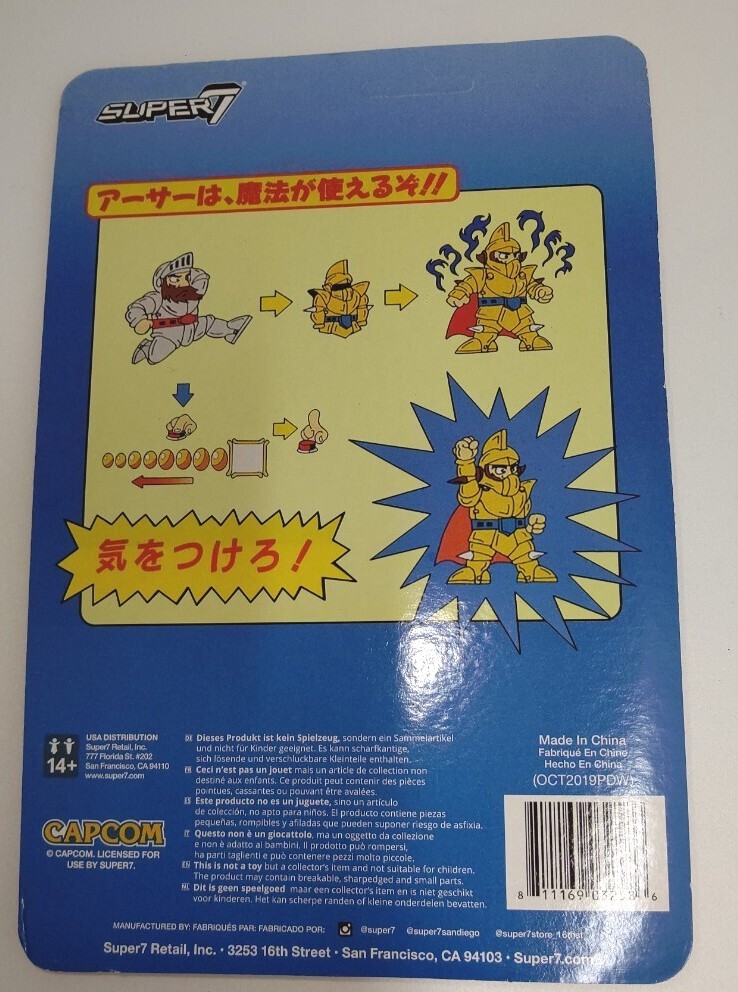 SUPER7
アーサーは、魔法が使えるぞ!!
気をつけろ！
14+
USA DISTRIBUTION
Super7 Retail, Inc.
777 Florida St. #202
San Francisco, CA 94110
www.super7.com
CAPCOM
© CAPCOM. LICENSED FOR
USE BY SUPER7.
DE Dieses Produkt ist kein Spielzeug, sondern ein Sammelartikel
und nicht für Kinder geeignet. Es kann scharfkantige,
sich lösende und verschluckbare Kleinteile enthalten.
FR Ceci n'est pas un jouet mais un article de collection non
destiné aux enfants. Ce produit peut contenir des pièces
pointues, cassantes ou pouvant être avalées.
ES Este producto no es un juguete, sino un artículo
de colección, no apto para niños. El producto contiene piezas
pequeñas, rompibles y afiladas que pueden suponer riesgo de asfixia.
IT Questo non è un giocattolo, ma un oggetto da collezione
e non è adatto ai bambini. Il prodotto può rompersi,
ha parti taglienti e può contenere pezzi molto piccole.
EN This is not a toy but a collector's item and not suitable for children.
The product may contain breakable, sharpedged and small parts.
NL Dit is geen speelgoed maar een collector's item en is niet geschikt
voor kinderen. Het kan scherpe randen of kleine onderdelen bevatten.
Made In China
Fabriqué En Chine
Hecho En China
(OCT2019PDW)
8 11169 6
MANUFACTURED BY: FABRIQUÉS PAR: FABRICADO POR: @super7 @super7sandiego
Super7 Retail, Inc. · 3253 16th Street · San Francisco, CA 94103 · Super7.com